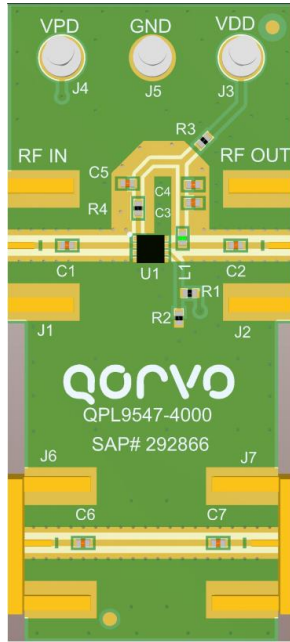 VPD GND VDD
J4 J5 J3
R3
RF IN RF OUT
C5 C4
R4 C3
U1 L1
C1 C2
R1
J1 R2 J2
QORVO
QPL9547-4000
SAP# 292866
J6 J7
C6 C7